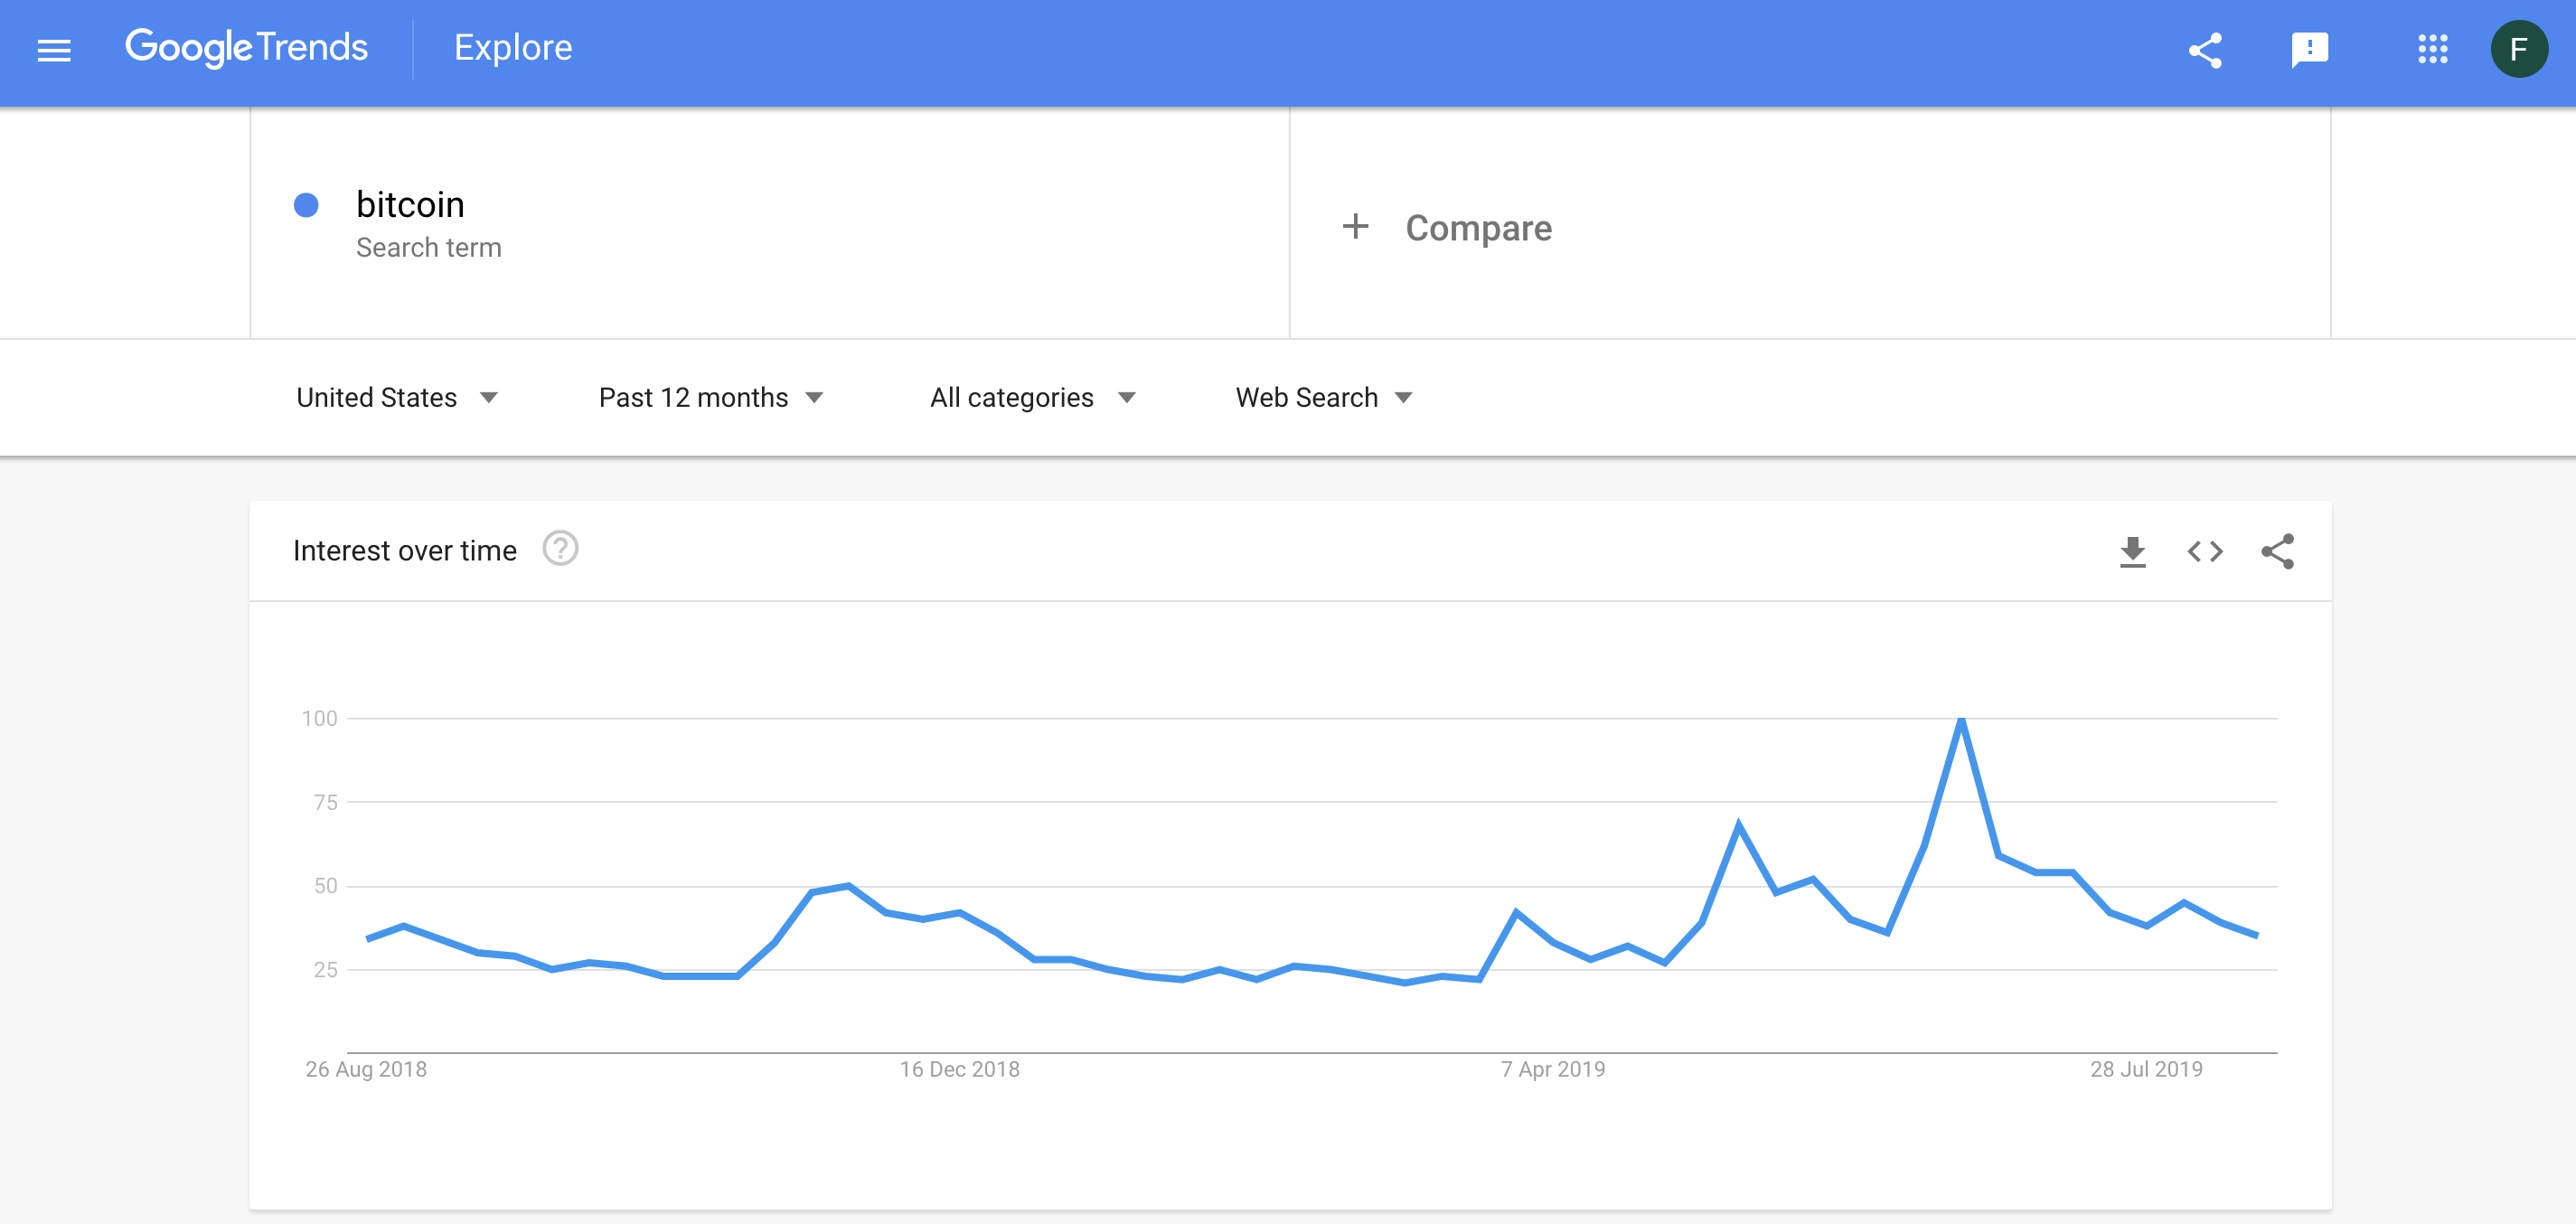 Google Trends Explore F
bitcoin
Search term
+ Compare
United States Past 12 months All categories Web Search
Interest over time ?
100
75
50
25
26 Aug 2018 16 Dec 2018 7 Apr 2019 28 Jul 2019